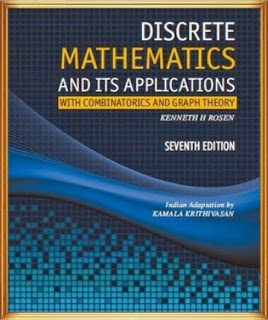 DISCRETE
MATHEMATICS
AND ITS APPLICATIONS
WITH COMBINATORICS AND GRAPH THEORY
KENNETH H ROSEN
SEVENTH EDITION
Indian Adaptation by
KAMALA KRITHIVASAN